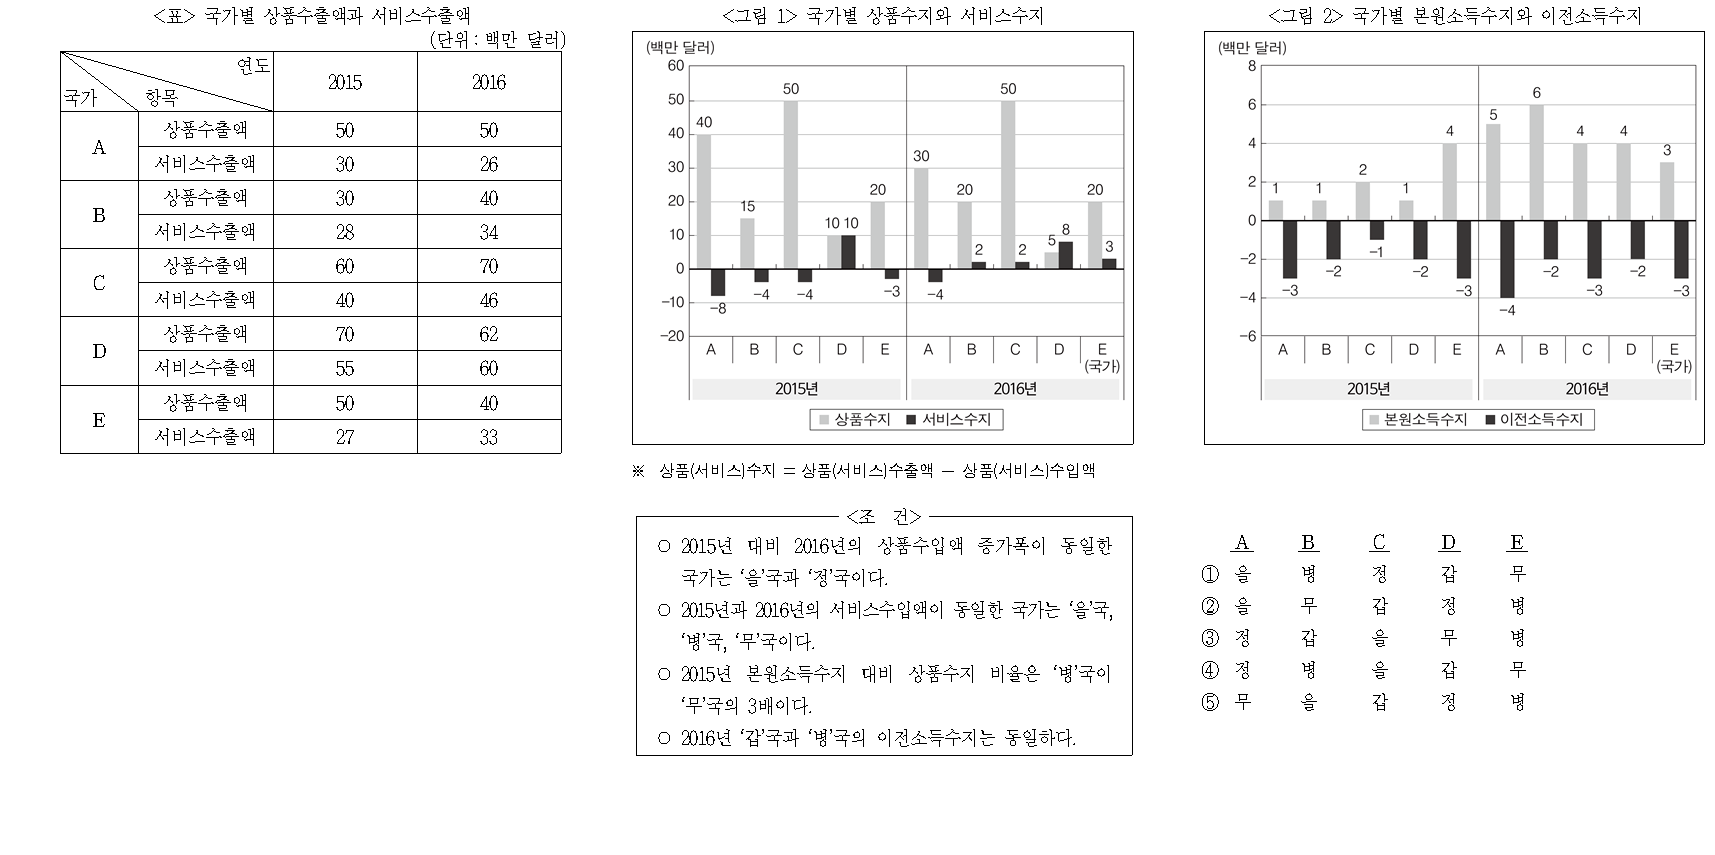 <표> 국가별 상품수출액과 서비스수출액
(단위 : 백만 달러)
연도
국가 항목 2015 2016
A 상품수출액 50 50
서비스수출액 30 26
B 상품수출액 30 40
서비스수출액 28 34
C 상품수출액 60 70
서비스수출액 40 46
D 상품수출액 70 62
서비스수출액 55 60
E 상품수출액 50 40
서비스수출액 27 33
<그림 1> 국가별 상품수지와 서비스수지
(백만 달러)
60
50
40
30
20
10
0
-10
-20
40 -8 15 -4 50 -4 10 10 20 -3
30 -4 20 2 50 2 5 8 20 3
A B C D E A B C D E
(국가)
2015년 2016년
상품수지 서비스수지
※ 상품(서비스)수지 = 상품(서비스)수출액 - 상품(서비스)수입액
<그림 2> 국가별 본원소득수지와 이전소득수지
(백만 달러)
8
6
4
2
0
-2
-4
-6
1 -3 1 -2 2 -1 1 -2 4 -3
5 -4 6 -2 4 -3 4 -2 3 -3
A B C D E A B C D E
(국가)
2015년 2016년
본원소득수지 이전소득수지
<조 건>
○ 2015년 대비 2016년의 상품수입액 증가폭이 동일한
국가는 ‘을’국과 ‘정’국이다.
○ 2015년과 2016년의 서비스수입액이 동일한 국가는 ‘을’국,
‘병’국, ‘무’국이다.
○ 2015년 본원소득수지 대비 상품수지 비율은 ‘병’국이
‘무’국의 3배이다.
○ 2016년 ‘갑’국과 ‘병’국의 이전소득수지는 동일하다.
A B C D E
① 을 병 정 갑 무
② 을 무 갑 정 병
③ 정 갑 을 무 병
④ 정 병 을 갑 무
⑤ 무 을 갑 정 병